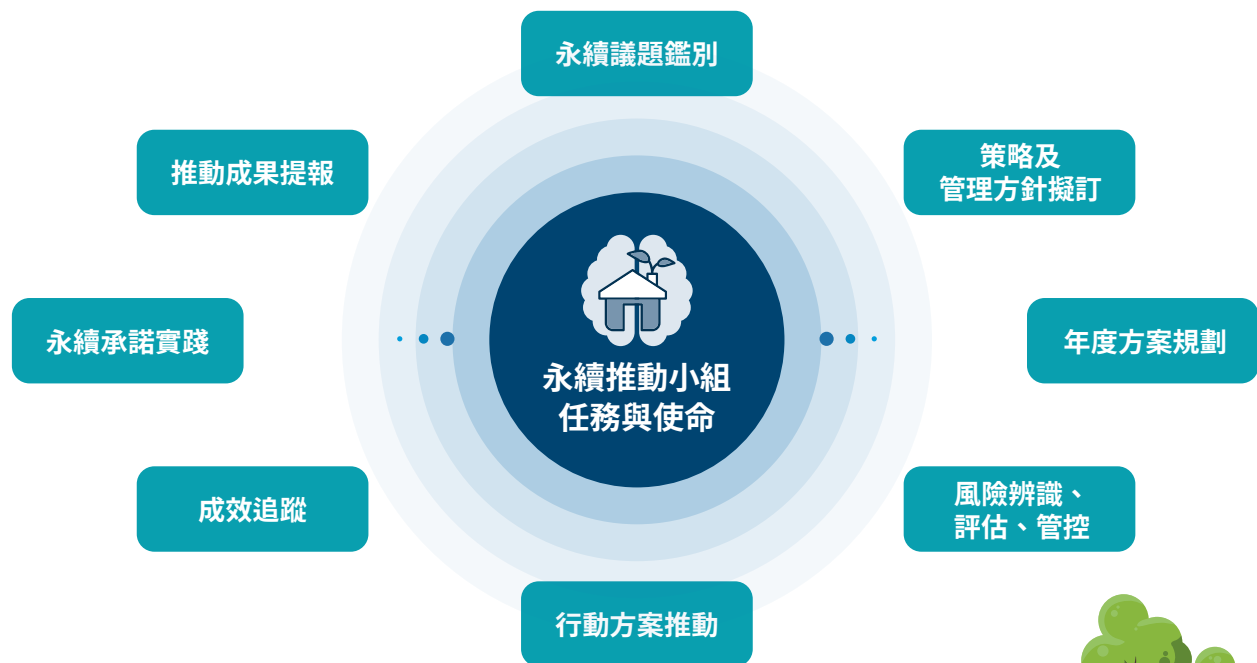 永續議題鑑別
推動成果提報
策略及
管理方針擬訂
永續承諾實踐
永續推動小組
任務與使命
年度方案規劃
成效追蹤
風險辨識、
評估、管控
行動方案推動